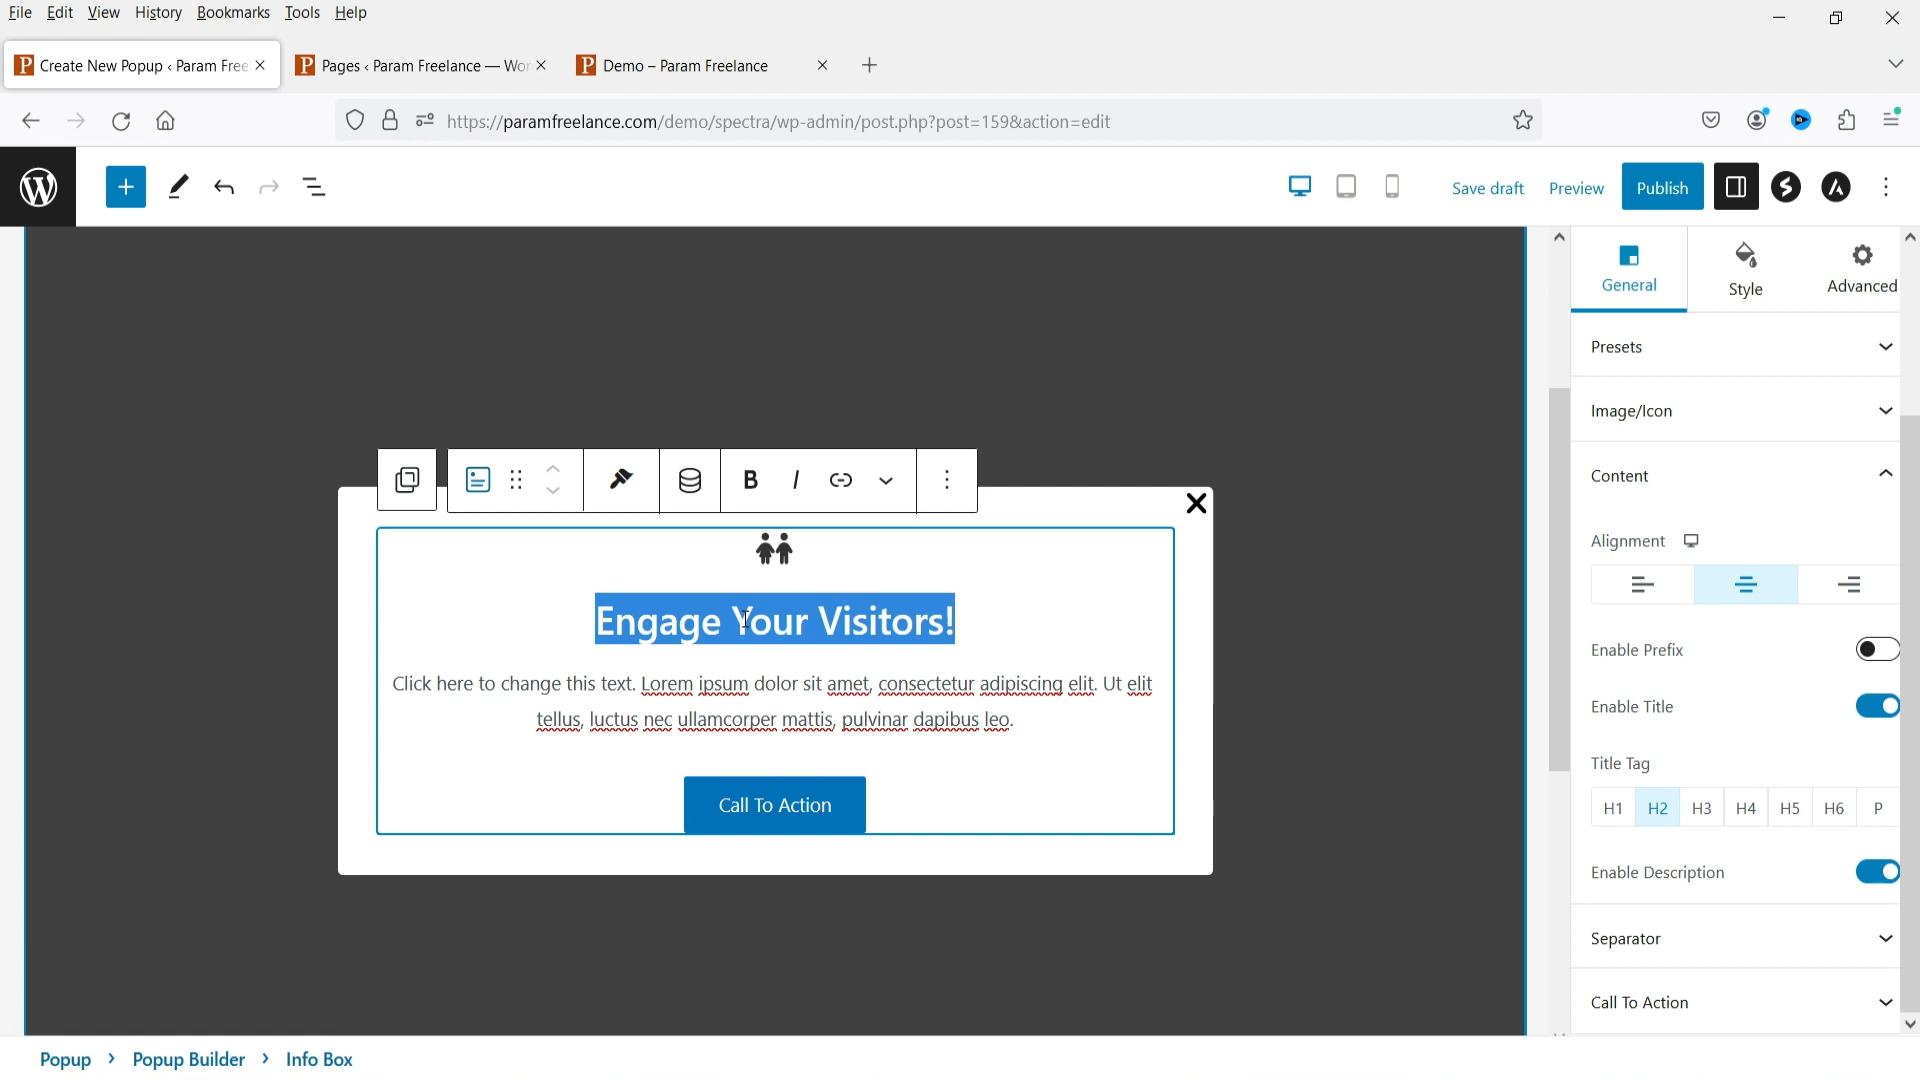 File Edit View History Bookmarks Tools Help
Create New Popup ‹ Param Free
Pages ‹ Param Freelance — Wor
Demo – Param Freelance
https://paramfreelance.com/demo/spectra/wp-admin/post.php?post=159&action=edit
Save draft Preview Publish
General Style Advanced
Presets
Image/Icon
Content
Alignment
Enable Prefix
Enable Title
Title Tag
H1 H2 H3 H4 H5 H6 P
Enable Description
Separator
Call To Action
B I
Engage Your Visitors!
Click here to change this text. Lorem ipsum dolor sit amet, consectetur adipiscing elit. Ut elit
tellus, luctus nec ullamcorper mattis, pulvinar dapibus leo.
Call To Action
Popup › Popup Builder › Info Box